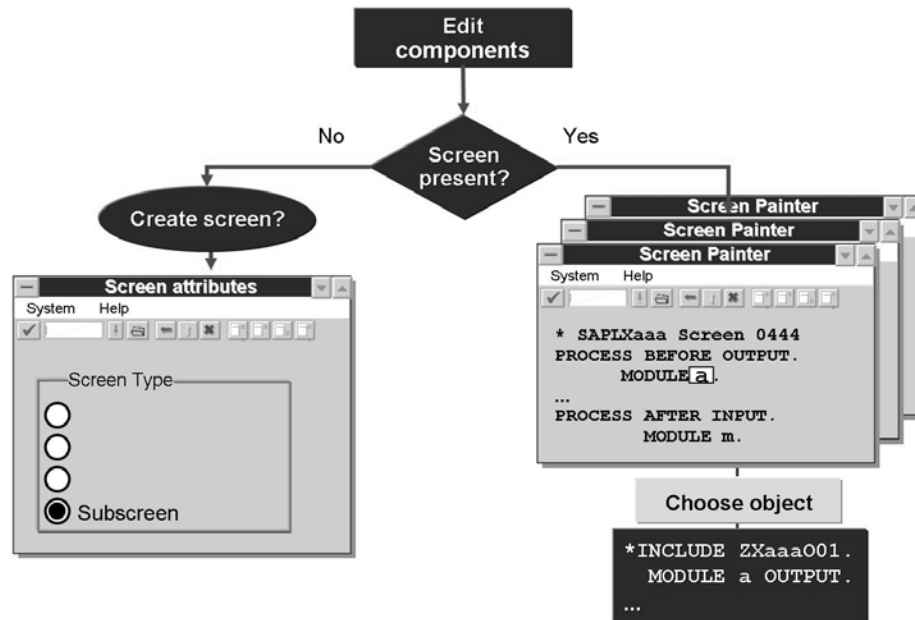 Edit
components
No
Yes
Screen
present?
Create screen?
Screen attributes
System Help
Screen Type
Subscreen
Screen Painter
Screen Painter
Screen Painter
System Help
* SAPLXaaa Screen 0444
PROCESS BEFORE OUTPUT.
MODULE a.
...
PROCESS AFTER INPUT.
MODULE m.
Choose object
*INCLUDE ZXaaaO01.
MODULE a OUTPUT.
...